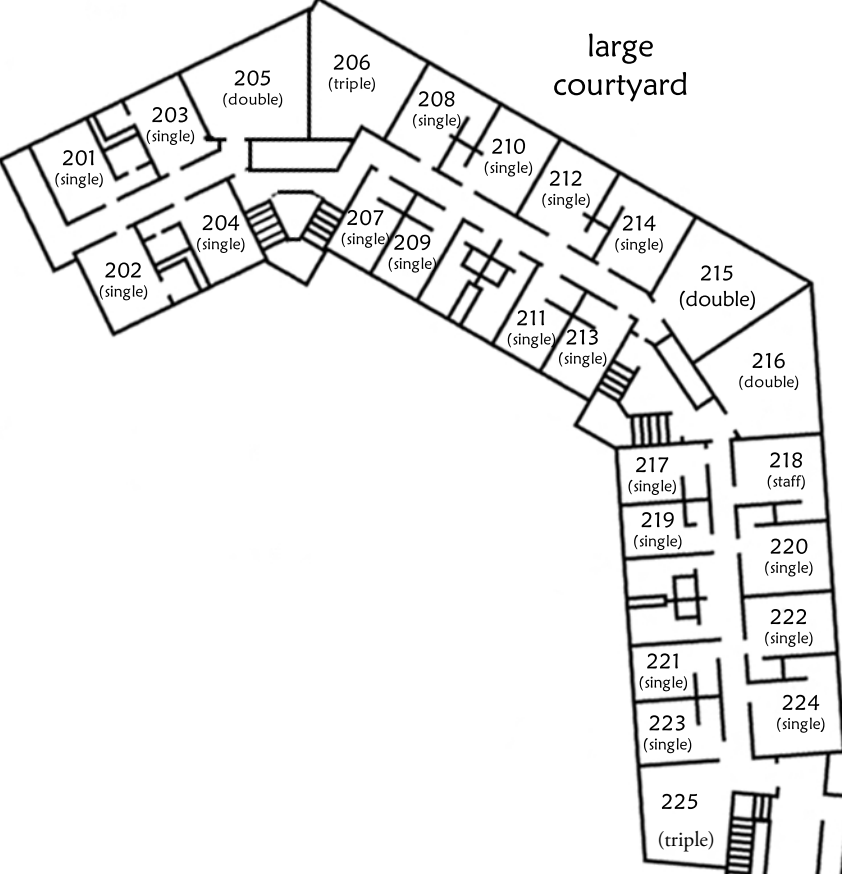 large
courtyard
206
(triple)
205
(double)
208
(single)
203
(single)
210
(single)
201
(single)
212
(single)
214
(single)
204
(single)
207
(single)
209
(single)
202
(single)
215
(double)
211
(single)
213
(single)
216
(double)
217
(single)
218
(staff)
219
(single)
220
(single)
222
(single)
221
(single)
224
(single)
223
(single)
225
(triple)